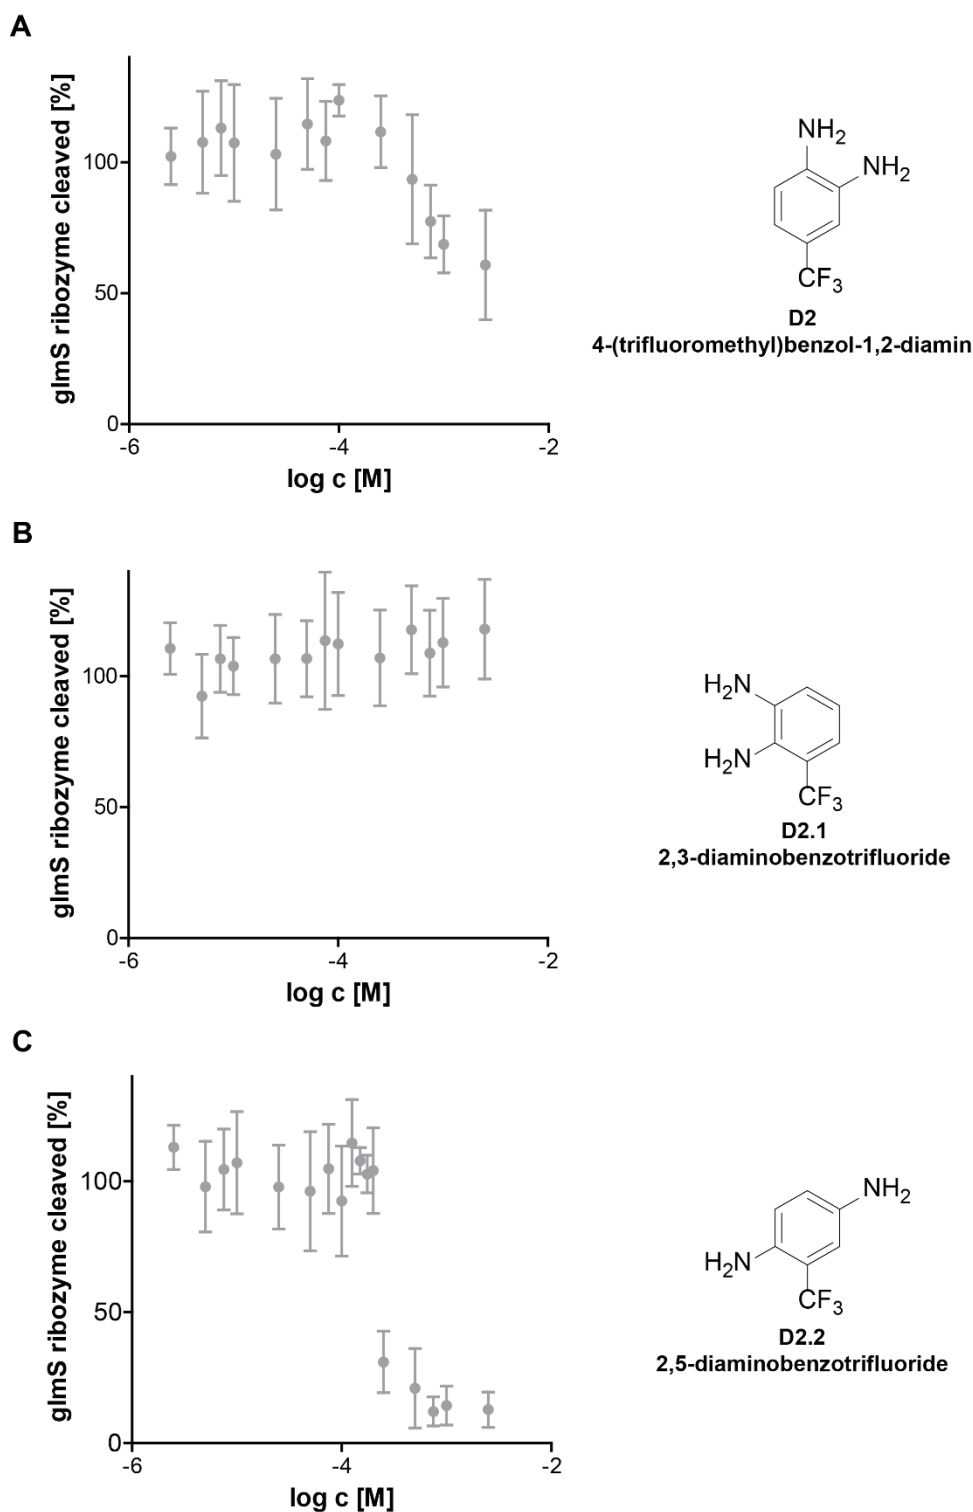 A
glmS ribozyme cleaved [%]
100
50
0
-6
-4
-2
log c [M]
NH2
NH2
CF3
D2
4-(trifluoromethyl)benzol-1,2-diamin
B
glmS ribozyme cleaved [%]
100
50
0
-6
-4
-2
log c [M]
H2N
H2N
CF3
D2.1
2,3-diaminobenzotrifluoride
C
glmS ribozyme cleaved [%]
100
50
0
-6
-4
-2
log c [M]
NH2
H2N
CF3
D2.2
2,5-diaminobenzotrifluoride